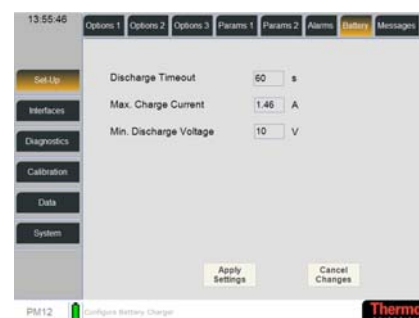 13:55:46
Options 1 Options 2 Options 3 Params 1 Params 2 Alarms Battery Messages
Set-Up
Interfaces
Diagnostics
Calibration
Data
System
Discharge Timeout 60 s
Max. Charge Current 1.46 A
Min. Discharge Voltage 10 V
Apply Settings
Cancel Changes
PM12 Configure Battery Charger Thermo